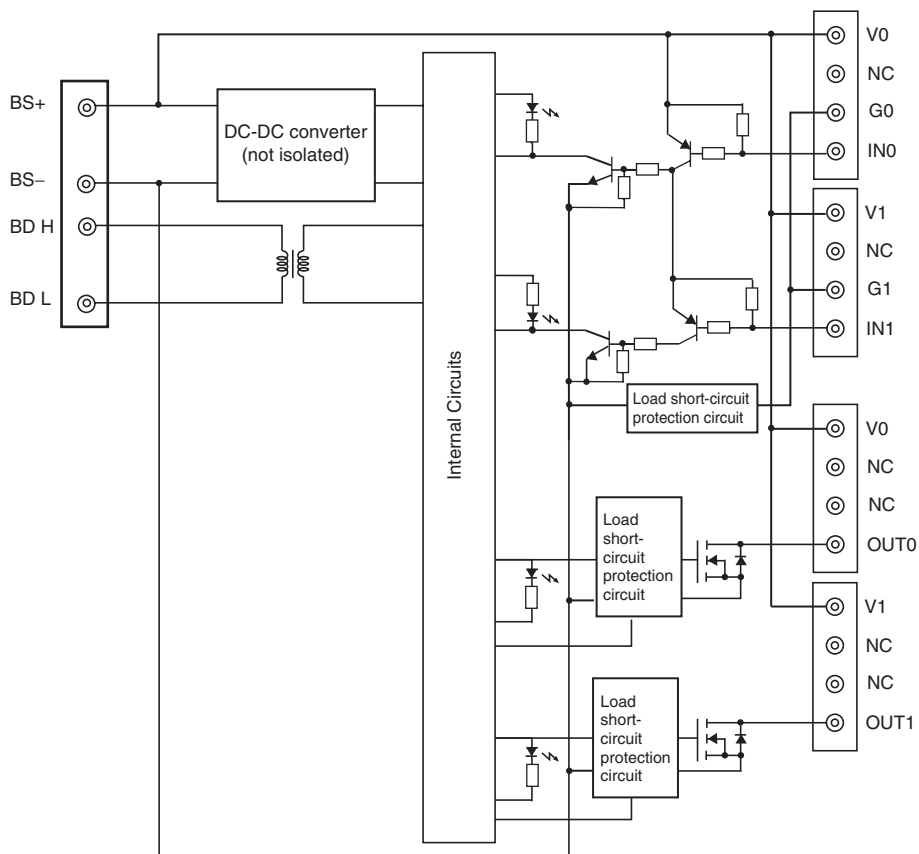 BS+
BS−
BD H
BD L
DC-DC converter
(not isolated)
Internal Circuits
V0
NC
G0
IN0
V1
NC
G1
IN1
Load short-circuit
protection circuit
V0
NC
NC
OUT0
Load
short-
circuit
protection
circuit
V1
NC
NC
OUT1
Load
short-
circuit
protection
circuit